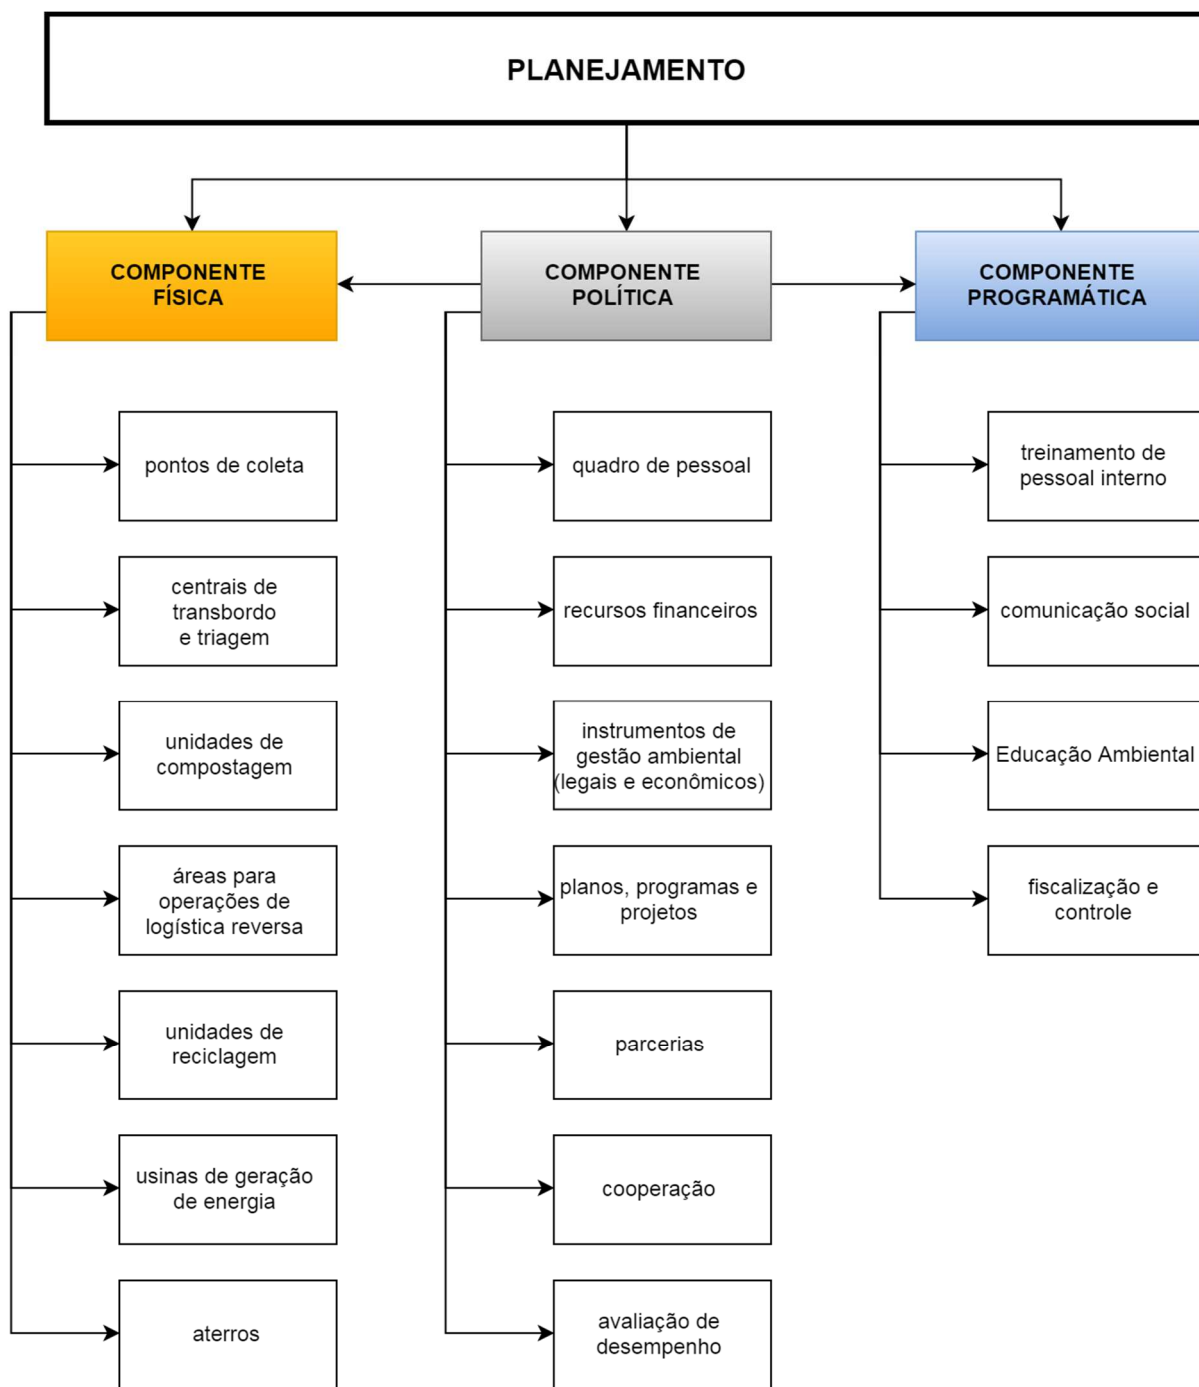 PLANEJAMENTO
COMPONENTE
FÍSICA
COMPONENTE
POLÍTICA
COMPONENTE
PROGRAMÁTICA
pontos de coleta
centrais de
transbordo
e triagem
unidades de
compostagem
áreas para
operações de
logística reversa
unidades de
reciclagem
usinas de geração
de energia
aterros
quadro de pessoal
recursos financeiros
instrumentos de
gestão ambiental
(legais e econômicos)
planos, programas e
projetos
parcerias
cooperação
avaliação de
desempenho
treinamento de
pessoal interno
comunicação social
Educação Ambiental
fiscalização e
controle